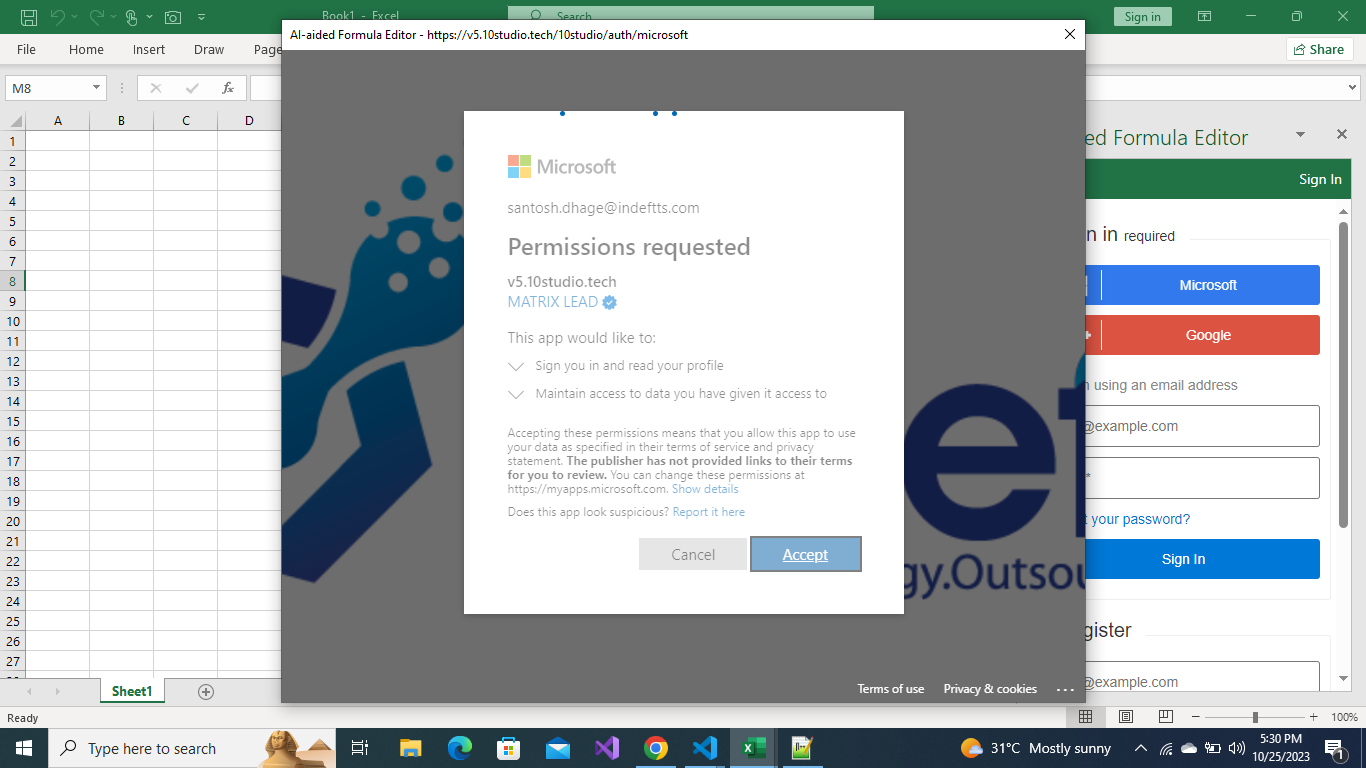 Book1 - Excel
Search
Sign in
AI-aided Formula Editor - https://v5.10studio.tech/10studio/auth/microsoft
File
Home
Insert
Draw
Page
Share
M8
fx
A
B
C
D
1
2
3
4
5
6
7
8
9
10
11
12
13
14
15
16
17
18
19
20
21
22
23
24
25
26
27
Microsoft
santosh.dhage@indeftts.com
Permissions requested
v5.10studio.tech
MATRIX LEAD
This app would like to:
Sign you in and read your profile
Maintain access to data you have given it access to
Accepting these permissions means that you allow this app to use
your data as specified in their terms of service and privacy
statement. The publisher has not provided links to their terms
for you to review. You can change these permissions at
https://myapps.microsoft.com. Show details
Does this app look suspicious? Report it here
Cancel
Accept
ef
gy.Outsou
Terms of use
Privacy & cookies
...
ed Formula Editor
Sign In
n in required
Microsoft
Google
n using an email address
@example.com
*
t your password?
Sign In
gister
@example.com
Sheet1
Ready
100%
Type here to search
31°C Mostly sunny
5:30 PM
10/25/2023
1